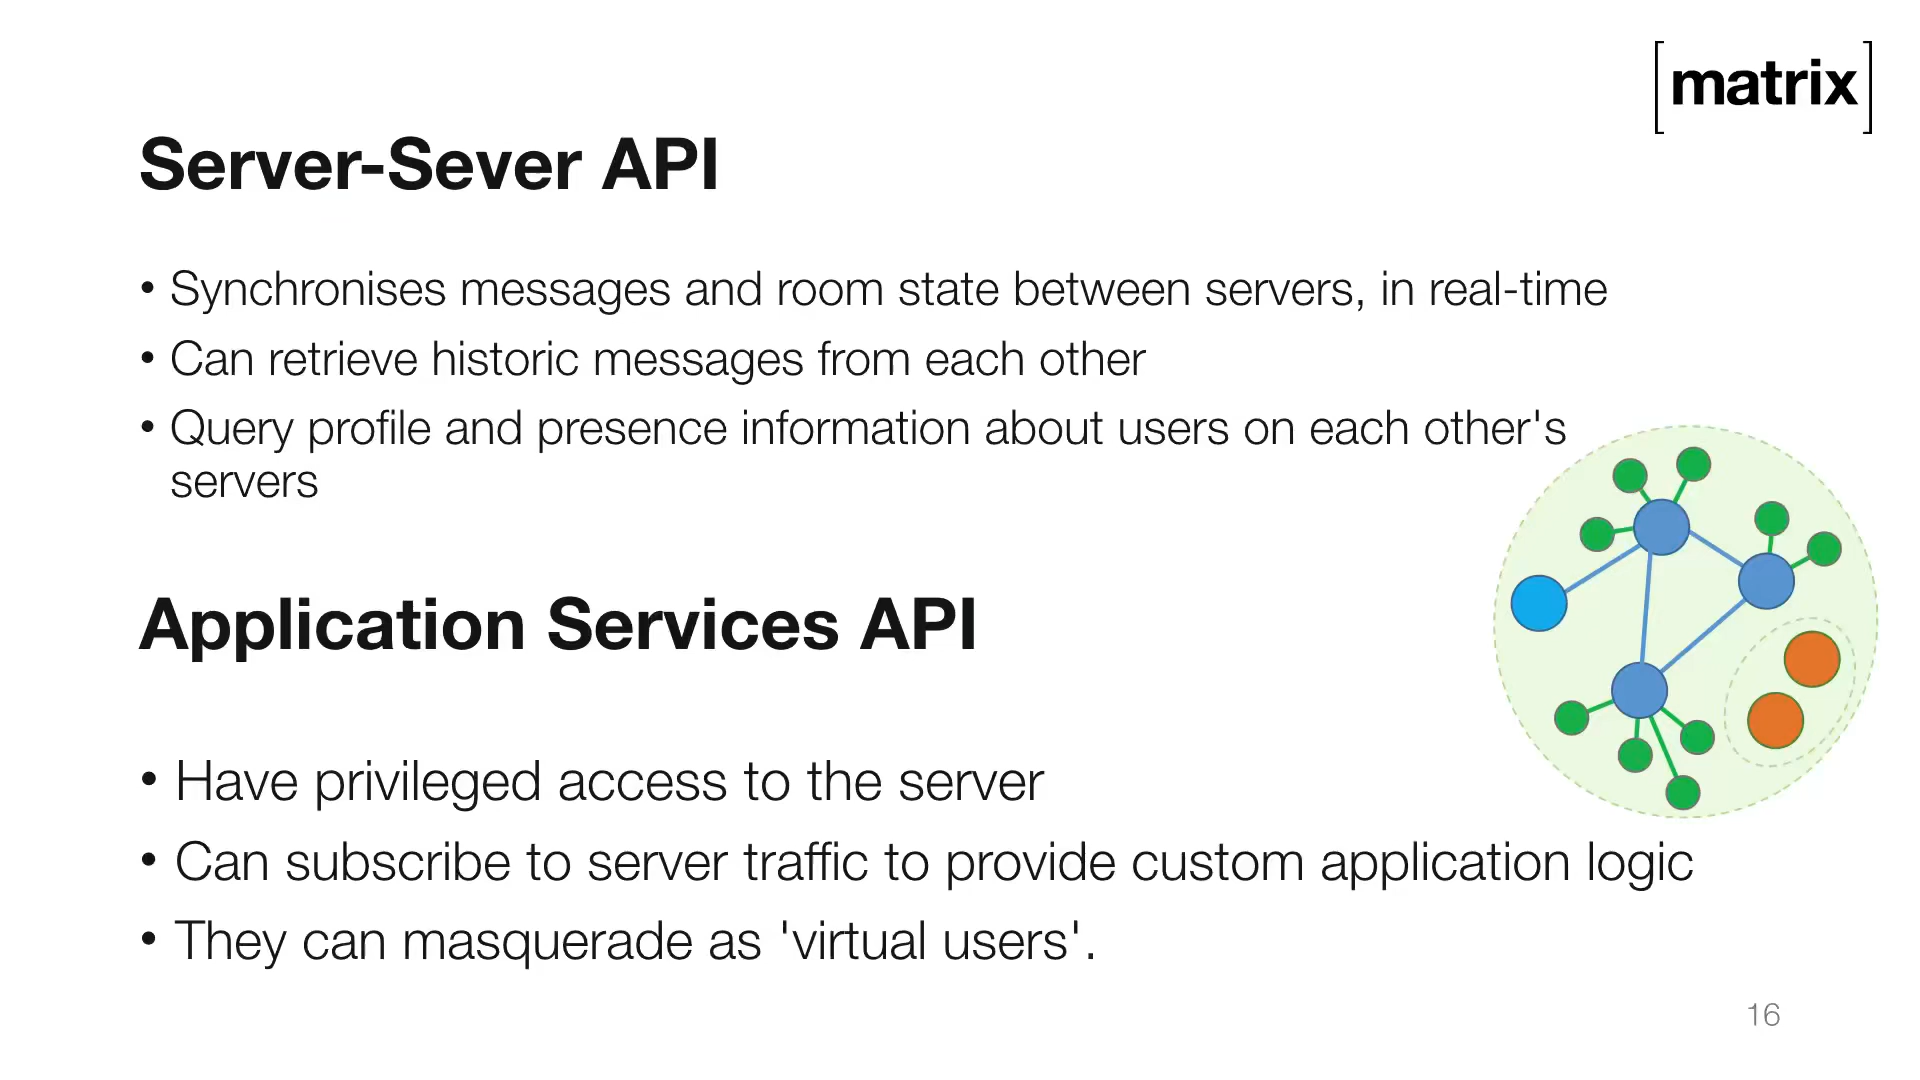 [matrix]
Server-Sever API
• Synchronises messages and room state between servers, in real-time
• Can retrieve historic messages from each other
• Query profile and presence information about users on each other's
servers
Application Services API
• Have privileged access to the server
• Can subscribe to server traffic to provide custom application logic
• They can masquerade as 'virtual users'.
16